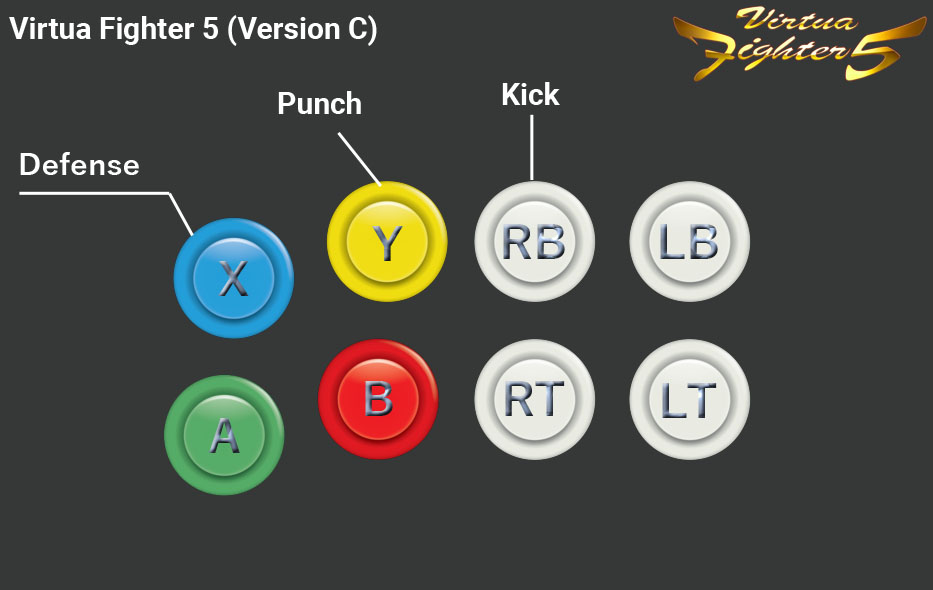 Virtua Fighter 5 (Version C)
Virtua
Fighter 5
Punch
Kick
Defense
X
Y
RB
LB
A
B
RT
LT